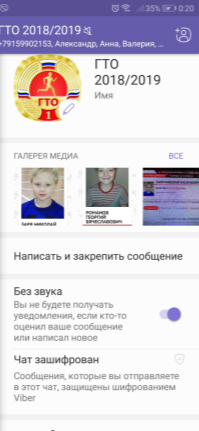 35% 0:20
ГТО 2018/2019
+79159902153, Александр, Анна, Валерия, ...
ГТО
ГТО
2018/2019
1
Имя
ГАЛЕРЕЯ МЕДИА
ВСЕ
РОМАНОВ
ГЕОРГИЙ
ВЯЧЕСЛАВОВИЧ
Написать и закрепить сообщение
Без звука
Вы не будете получать
уведомления, если кто-то
оценил ваше сообщение
или написал новое
Чат зашифрован
Сообщения, которые вы отправляете
в этот чат, защищены шифрованием
Viber